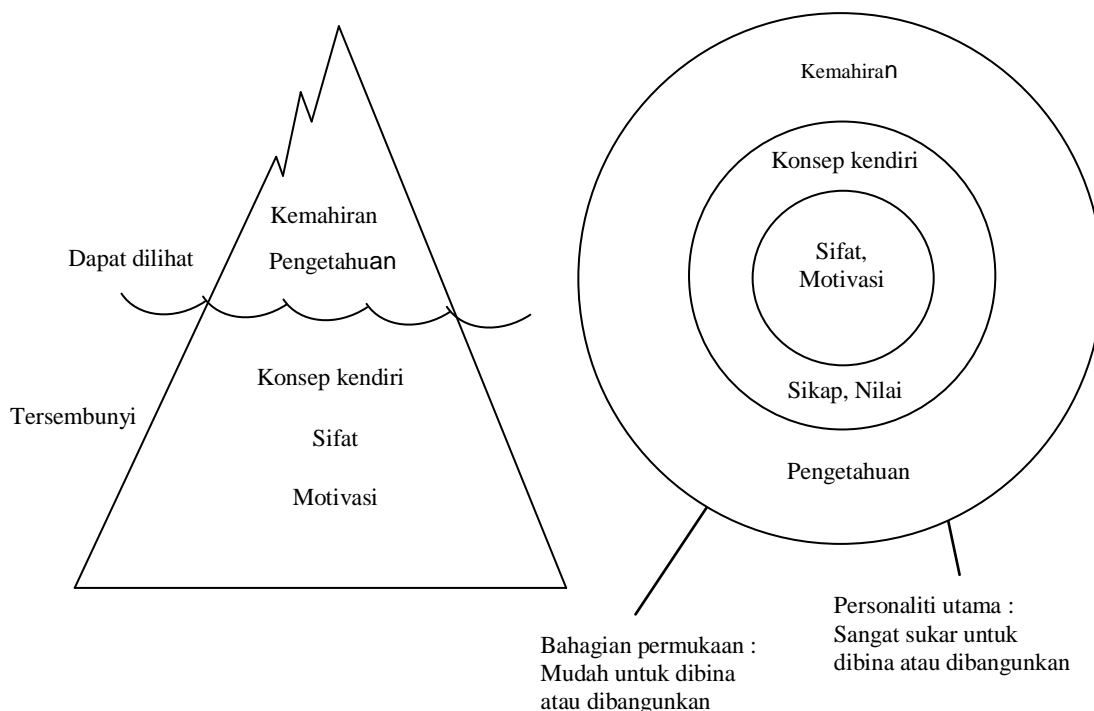 Dapat dilihat
Kemahiran
Pengetahuan
Tersembunyi
Konsep kendiri
Sifat
Motivasi
Kemahiran
Konsep kendiri
Sifat,
Motivasi
Sikap, Nilai
Pengetahuan
Bahagian permukaan :
Mudah untuk dibina
atau dibangunkan
Personaliti utama :
Sangat sukar untuk
dibina atau dibangunkan